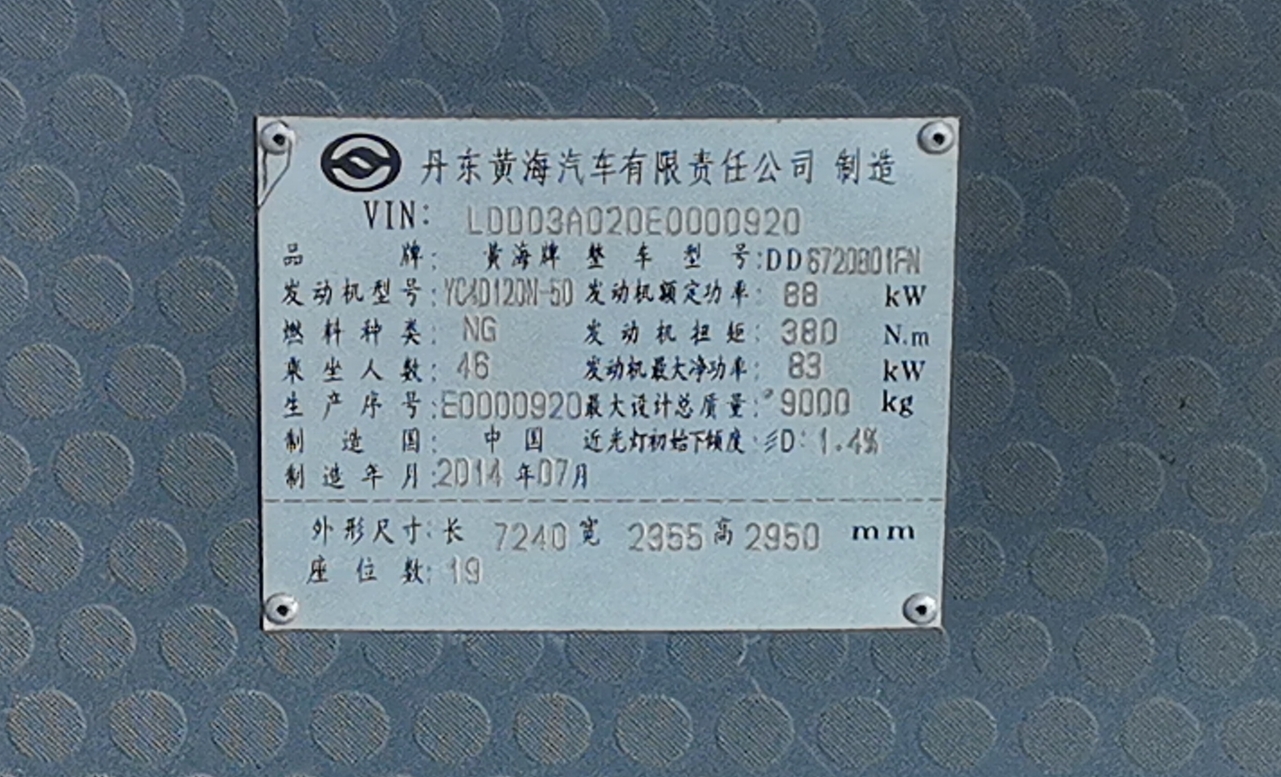 丹东黄海汽车有限责任公司 制造
VIN: LDDD3A020E0000920
品牌: 黄海牌 整车型号:DD6720B01FN
发动机型号:YC4D120N-50 发动机额定功率: 88 kW
燃料种类: NG 发动机扭矩: 380 N.m
乘坐人数: 46 发动机最大净功率: 83 kW
生产序号:E0000920 最大设计总质量: 9000 kg
制造国: 中国 近光灯初始下倾度: D: 1.4%
制造年月:2014 年07月
外形尺寸:长 7240 宽 2355 高 2950 mm
座位数: 19